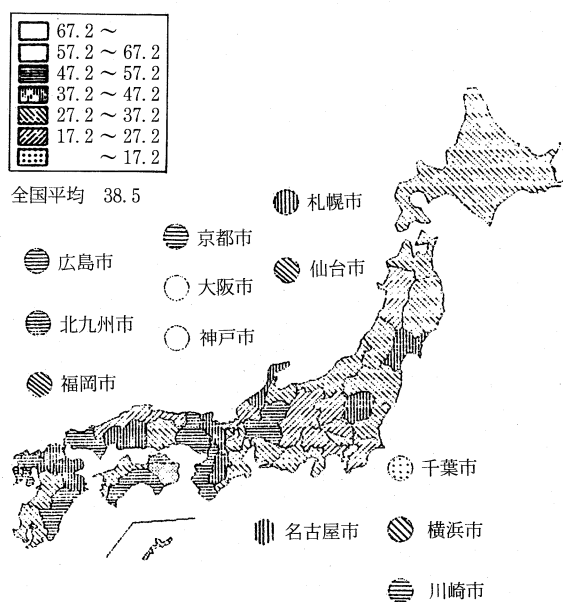 67.2 ～
57.2 ～ 67.2
47.2 ～ 57.2
37.2 ～ 47.2
27.2 ～ 37.2
17.2 ～ 27.2
～ 17.2
全国平均 38.5
札幌市
京都市
広島市
仙台市
大阪市
北九州市
神戸市
福岡市
千葉市
名古屋市
横浜市
川崎市